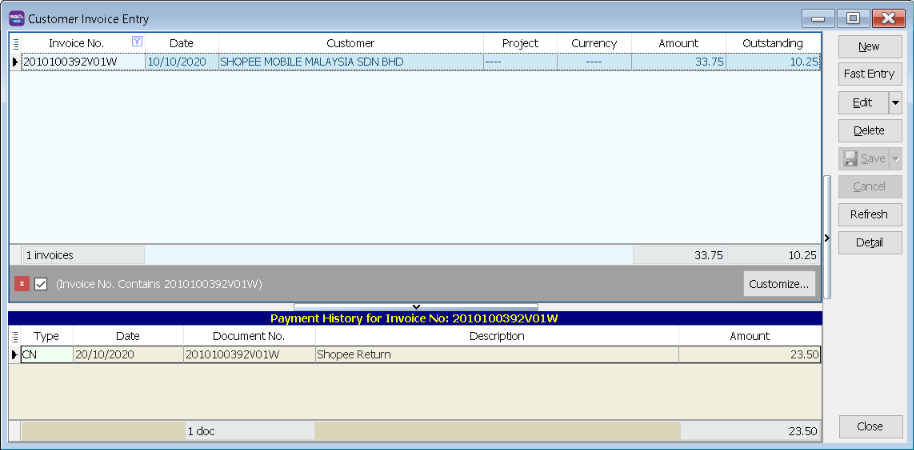 Customer Invoice Entry
Invoice No. Date Customer Project Currency Amount Outstanding
2010100392V01W 10/10/2020 SHOPEE MOBILE MALAYSIA SDN BHD ---- ---- 33.75 10.25
1 invoices 33.75 10.25
(Invoice No. Contains 2010100392V01W) Customize...
Payment History for Invoice No: 2010100392V01W
Type Date Document No. Description Amount
CN 20/10/2020 2010100392V01W Shopee Return 23.50
1 doc 23.50
New
Fast Entry
Edit
Delete
Save
Cancel
Refresh
Detail
Close